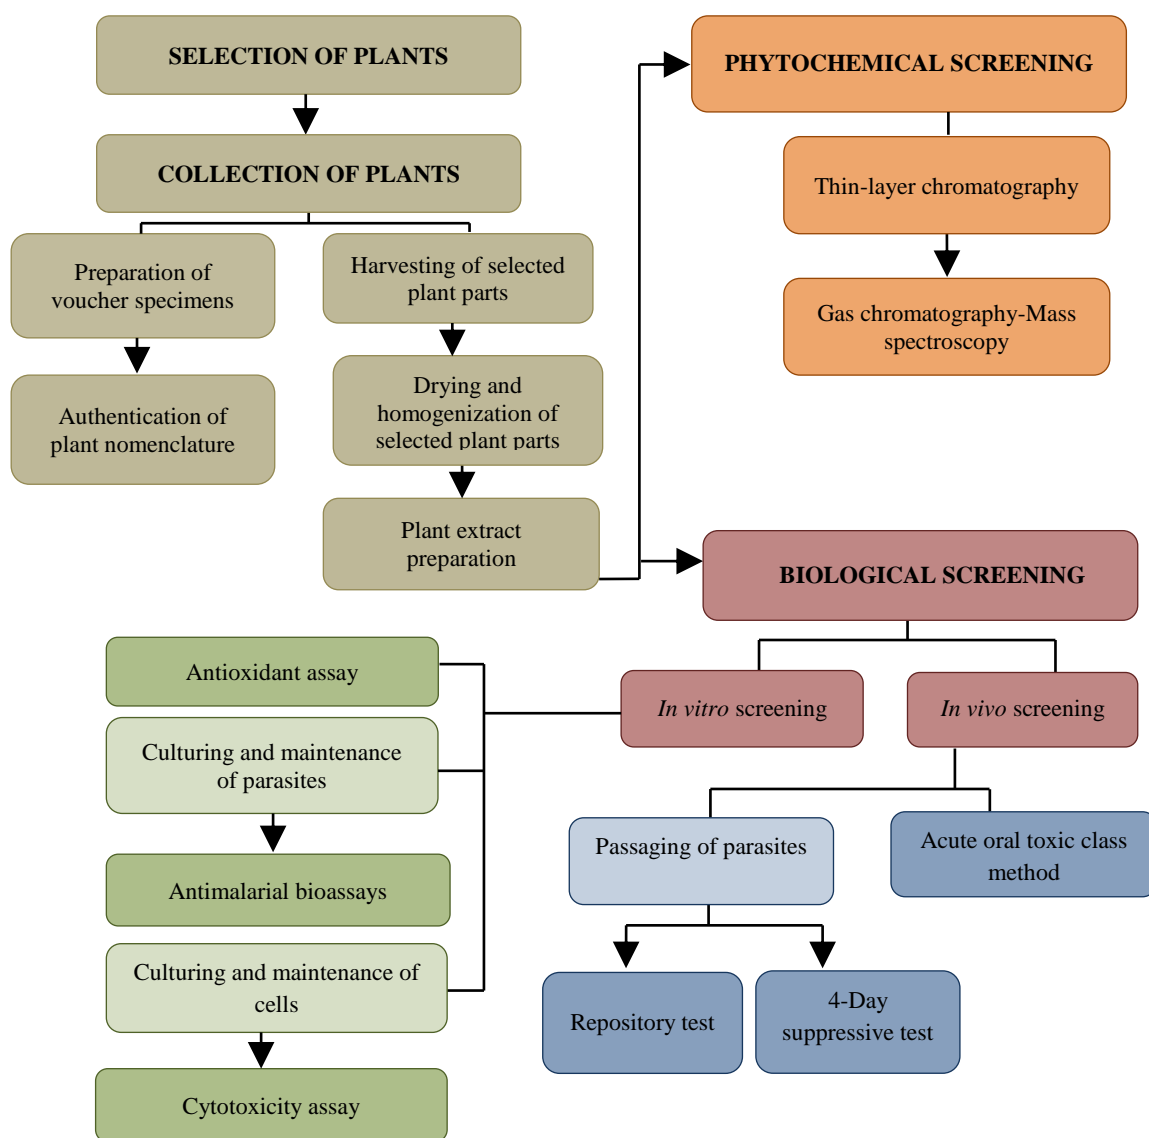 SELECTION OF PLANTS
COLLECTION OF PLANTS
Preparation of
voucher specimens
Authentication of
plant nomenclature
Harvesting of selected
plant parts
Drying and
homogenization of
selected plant parts
Plant extract
preparation
PHYTOCHEMICAL SCREENING
Thin-layer chromatography
Gas chromatography-Mass
spectroscopy
BIOLOGICAL SCREENING
In vitro screening
In vivo screening
Antioxidant assay
Culturing and maintenance
of parasites
Antimalarial bioassays
Culturing and maintenance of
cells
Cytotoxicity assay
Passaging of parasites
Acute oral toxic class
method
Repository test
4-Day
suppressive test